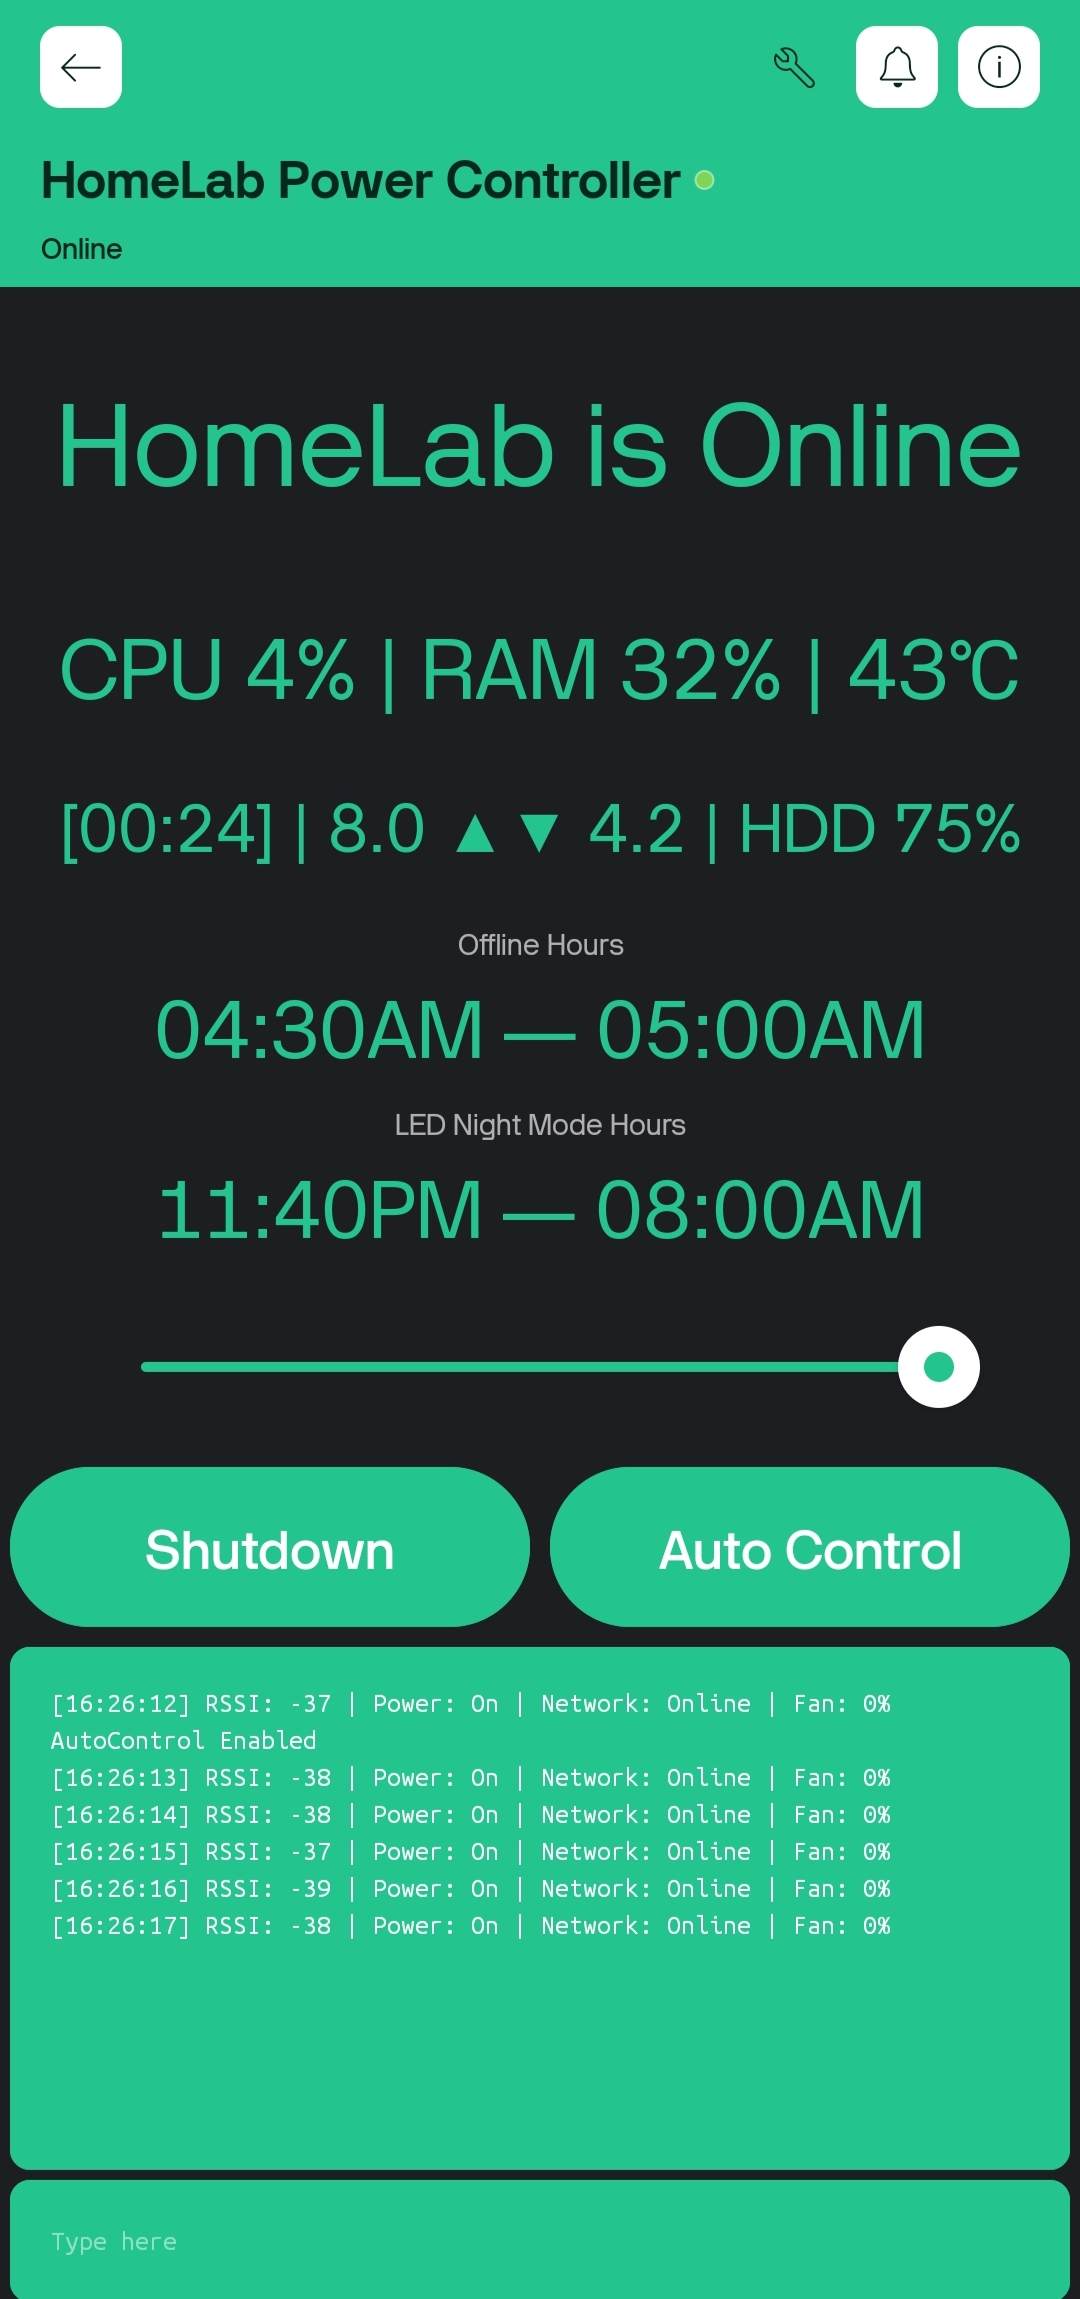 HomeLab Power Controller
Online
HomeLab is Online
CPU 4% | RAM 32% | 43°C
[00:24] | 8.0 ▲▼ 4.2 | HDD 75%
Offline Hours
04:30AM — 05:00AM
LED Night Mode Hours
11:40PM — 08:00AM
Shutdown
Auto Control
[16:26:12] RSSI: -37 | Power: On | Network: Online | Fan: 0%
AutoControl Enabled
[16:26:13] RSSI: -38 | Power: On | Network: Online | Fan: 0%
[16:26:14] RSSI: -38 | Power: On | Network: Online | Fan: 0%
[16:26:15] RSSI: -37 | Power: On | Network: Online | Fan: 0%
[16:26:16] RSSI: -39 | Power: On | Network: Online | Fan: 0%
[16:26:17] RSSI: -38 | Power: On | Network: Online | Fan: 0%
Type here